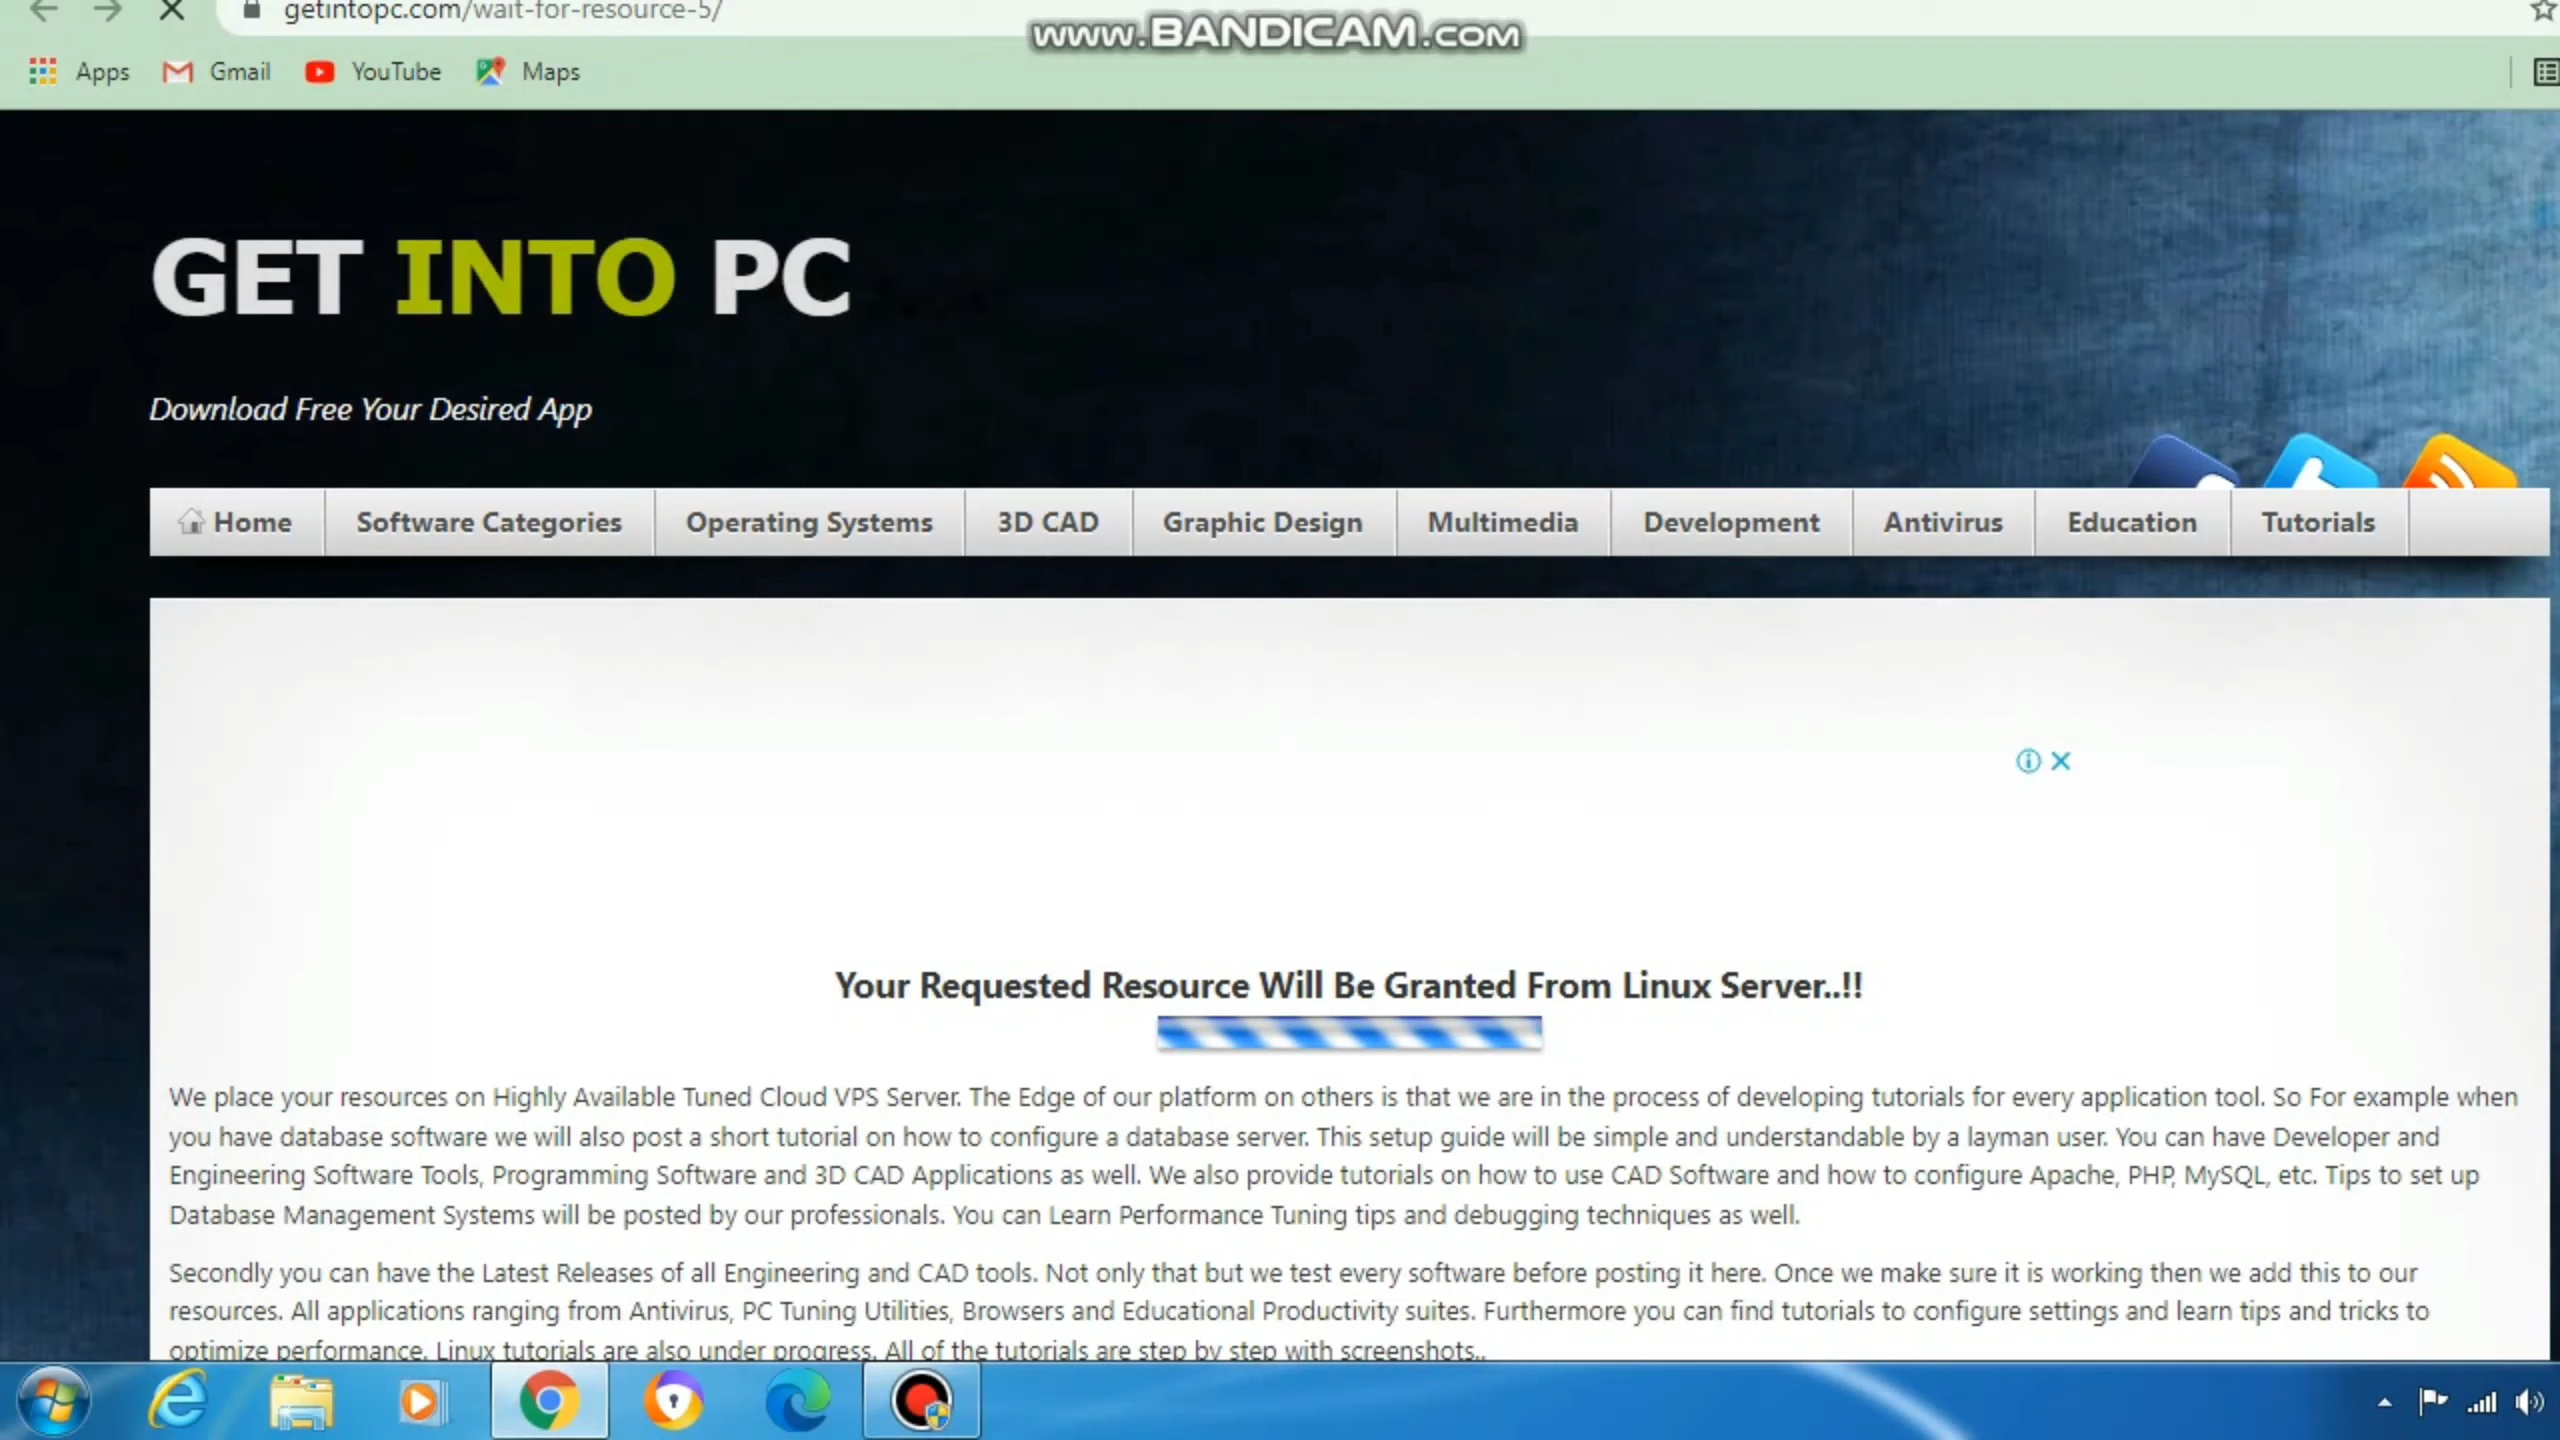 getintopc.com/wait-for-resource-5/
www.BANDICAM.com
Apps Gmail YouTube Maps
GET INTO PC
Download Free Your Desired App
Home Software Categories Operating Systems 3D CAD Graphic Design Multimedia Development Antivirus Education Tutorials
Your Requested Resource Will Be Granted From Linux Server..!!
We place your resources on Highly Available Tuned Cloud VPS Server. The Edge of our platform on others is that we are in the process of developing tutorials for every application tool. So For example when
you have database software we will also post a short tutorial on how to configure a database server. This setup guide will be simple and understandable by a layman user. You can have Developer and
Engineering Software Tools, Programming Software and 3D CAD Applications as well. We also provide tutorials on how to use CAD Software and how to configure Apache, PHP, MySQL, etc. Tips to set up
Database Management Systems will be posted by our professionals. You can Learn Performance Tuning tips and debugging techniques as well.
Secondly you can have the Latest Releases of all Engineering and CAD tools. Not only that but we test every software before posting it here. Once we make sure it is working then we add this to our
resources. All applications ranging from Antivirus, PC Tuning Utilities, Browsers and Educational Productivity suites. Furthermore you can find tutorials to configure settings and learn tips and tricks to
optimize performance. Linux tutorials are also under progress. All of the tutorials are step by step with screenshots..